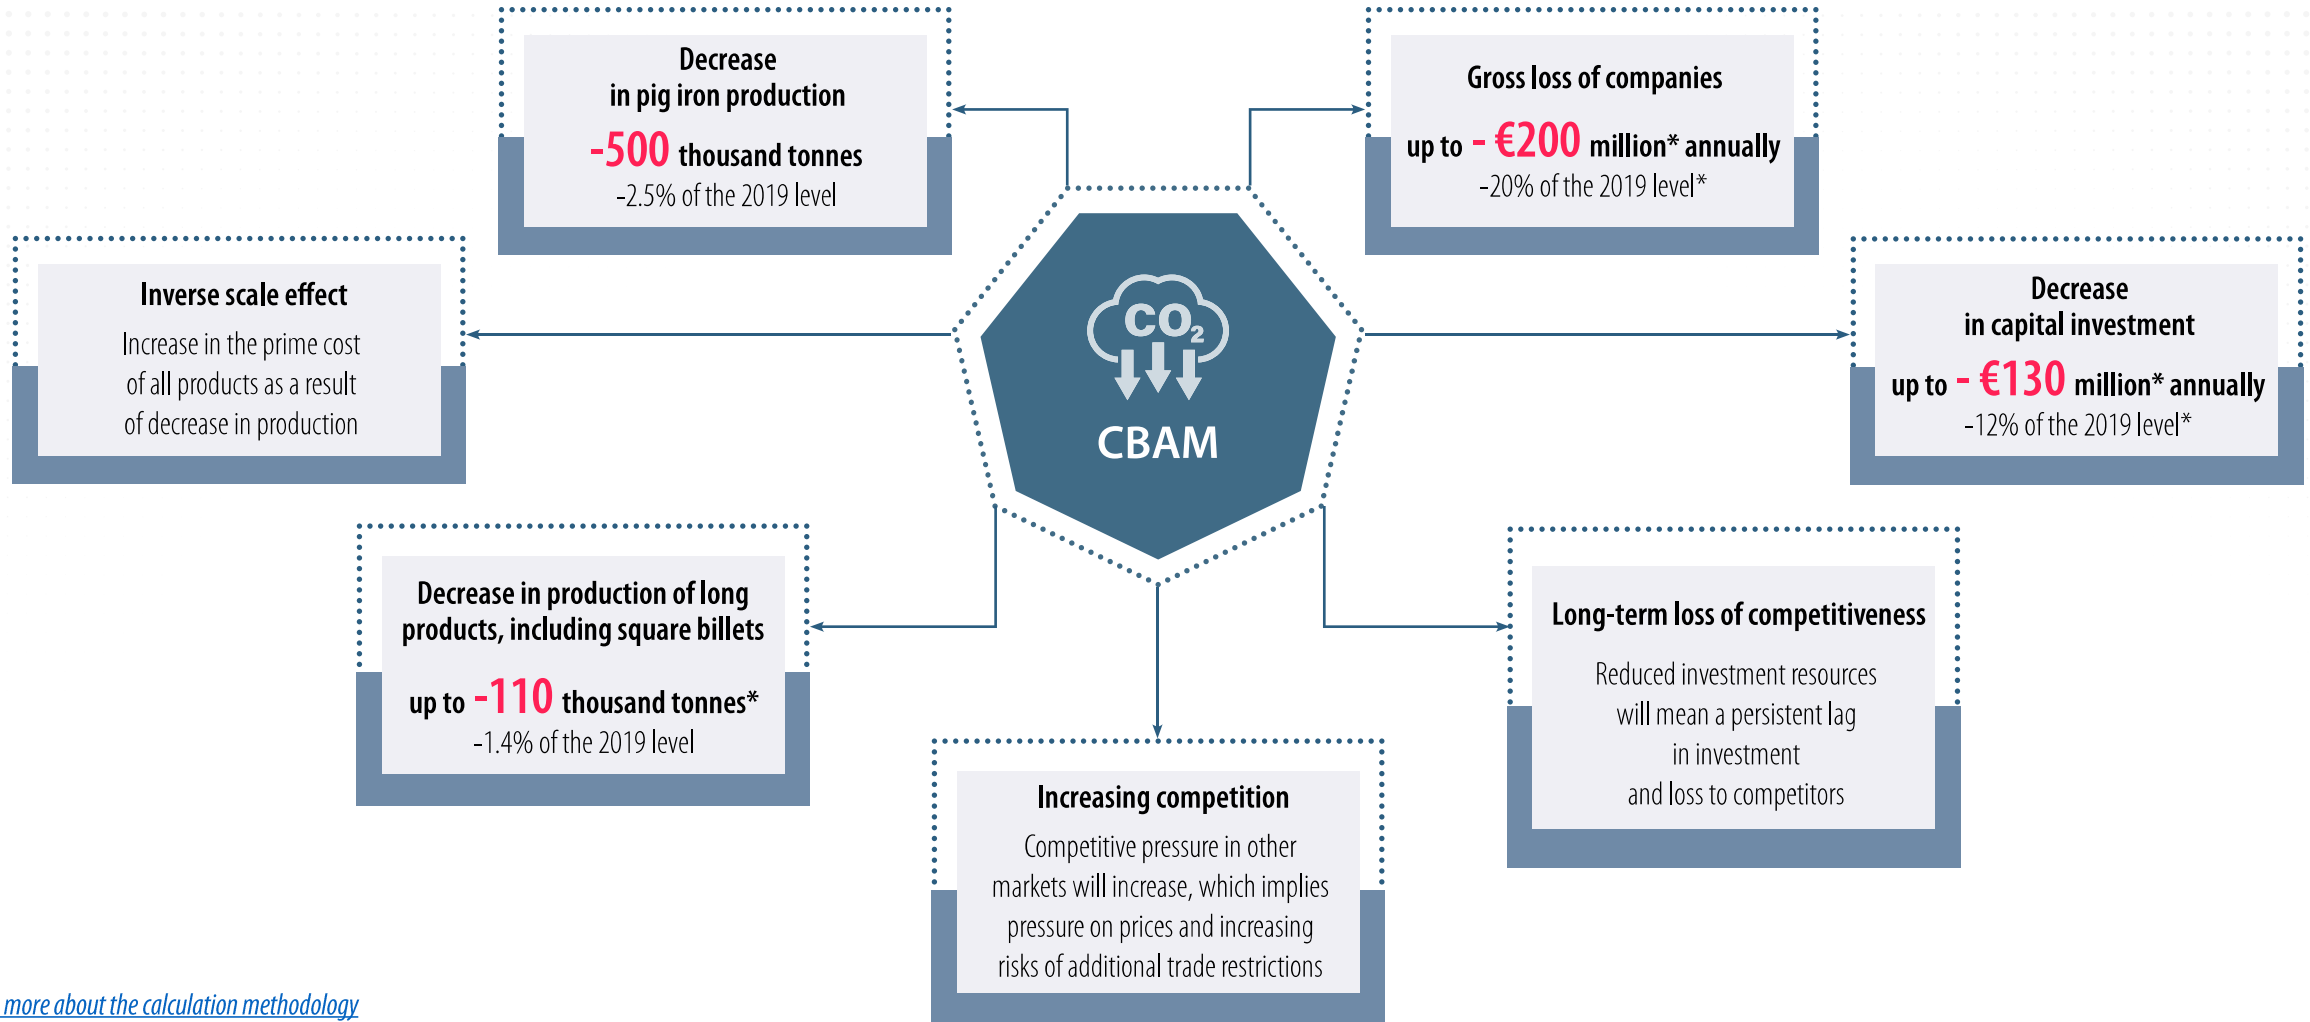 Decrease
in pig iron production
-500 thousand tonnes
-2.5% of the 2019 level
Gross loss of companies
up to - €200 million* annually
-20% of the 2019 level*
Inverse scale effect
Increase in the prime cost
of all products as a result
of decrease in production
CO2
CBAM
Decrease
in capital investment
up to - €130 million* annually
-12% of the 2019 level*
Decrease in production of long
products, including square billets
up to -110 thousand tonnes*
-1.4% of the 2019 level
Long-term loss of competitiveness
Reduced investment resources
will mean a persistent lag
in investment
and loss to competitors
Increasing competition
Competitive pressure in other
markets will increase, which implies
pressure on prices and increasing
risks of additional trade restrictions
more about the calculation methodology